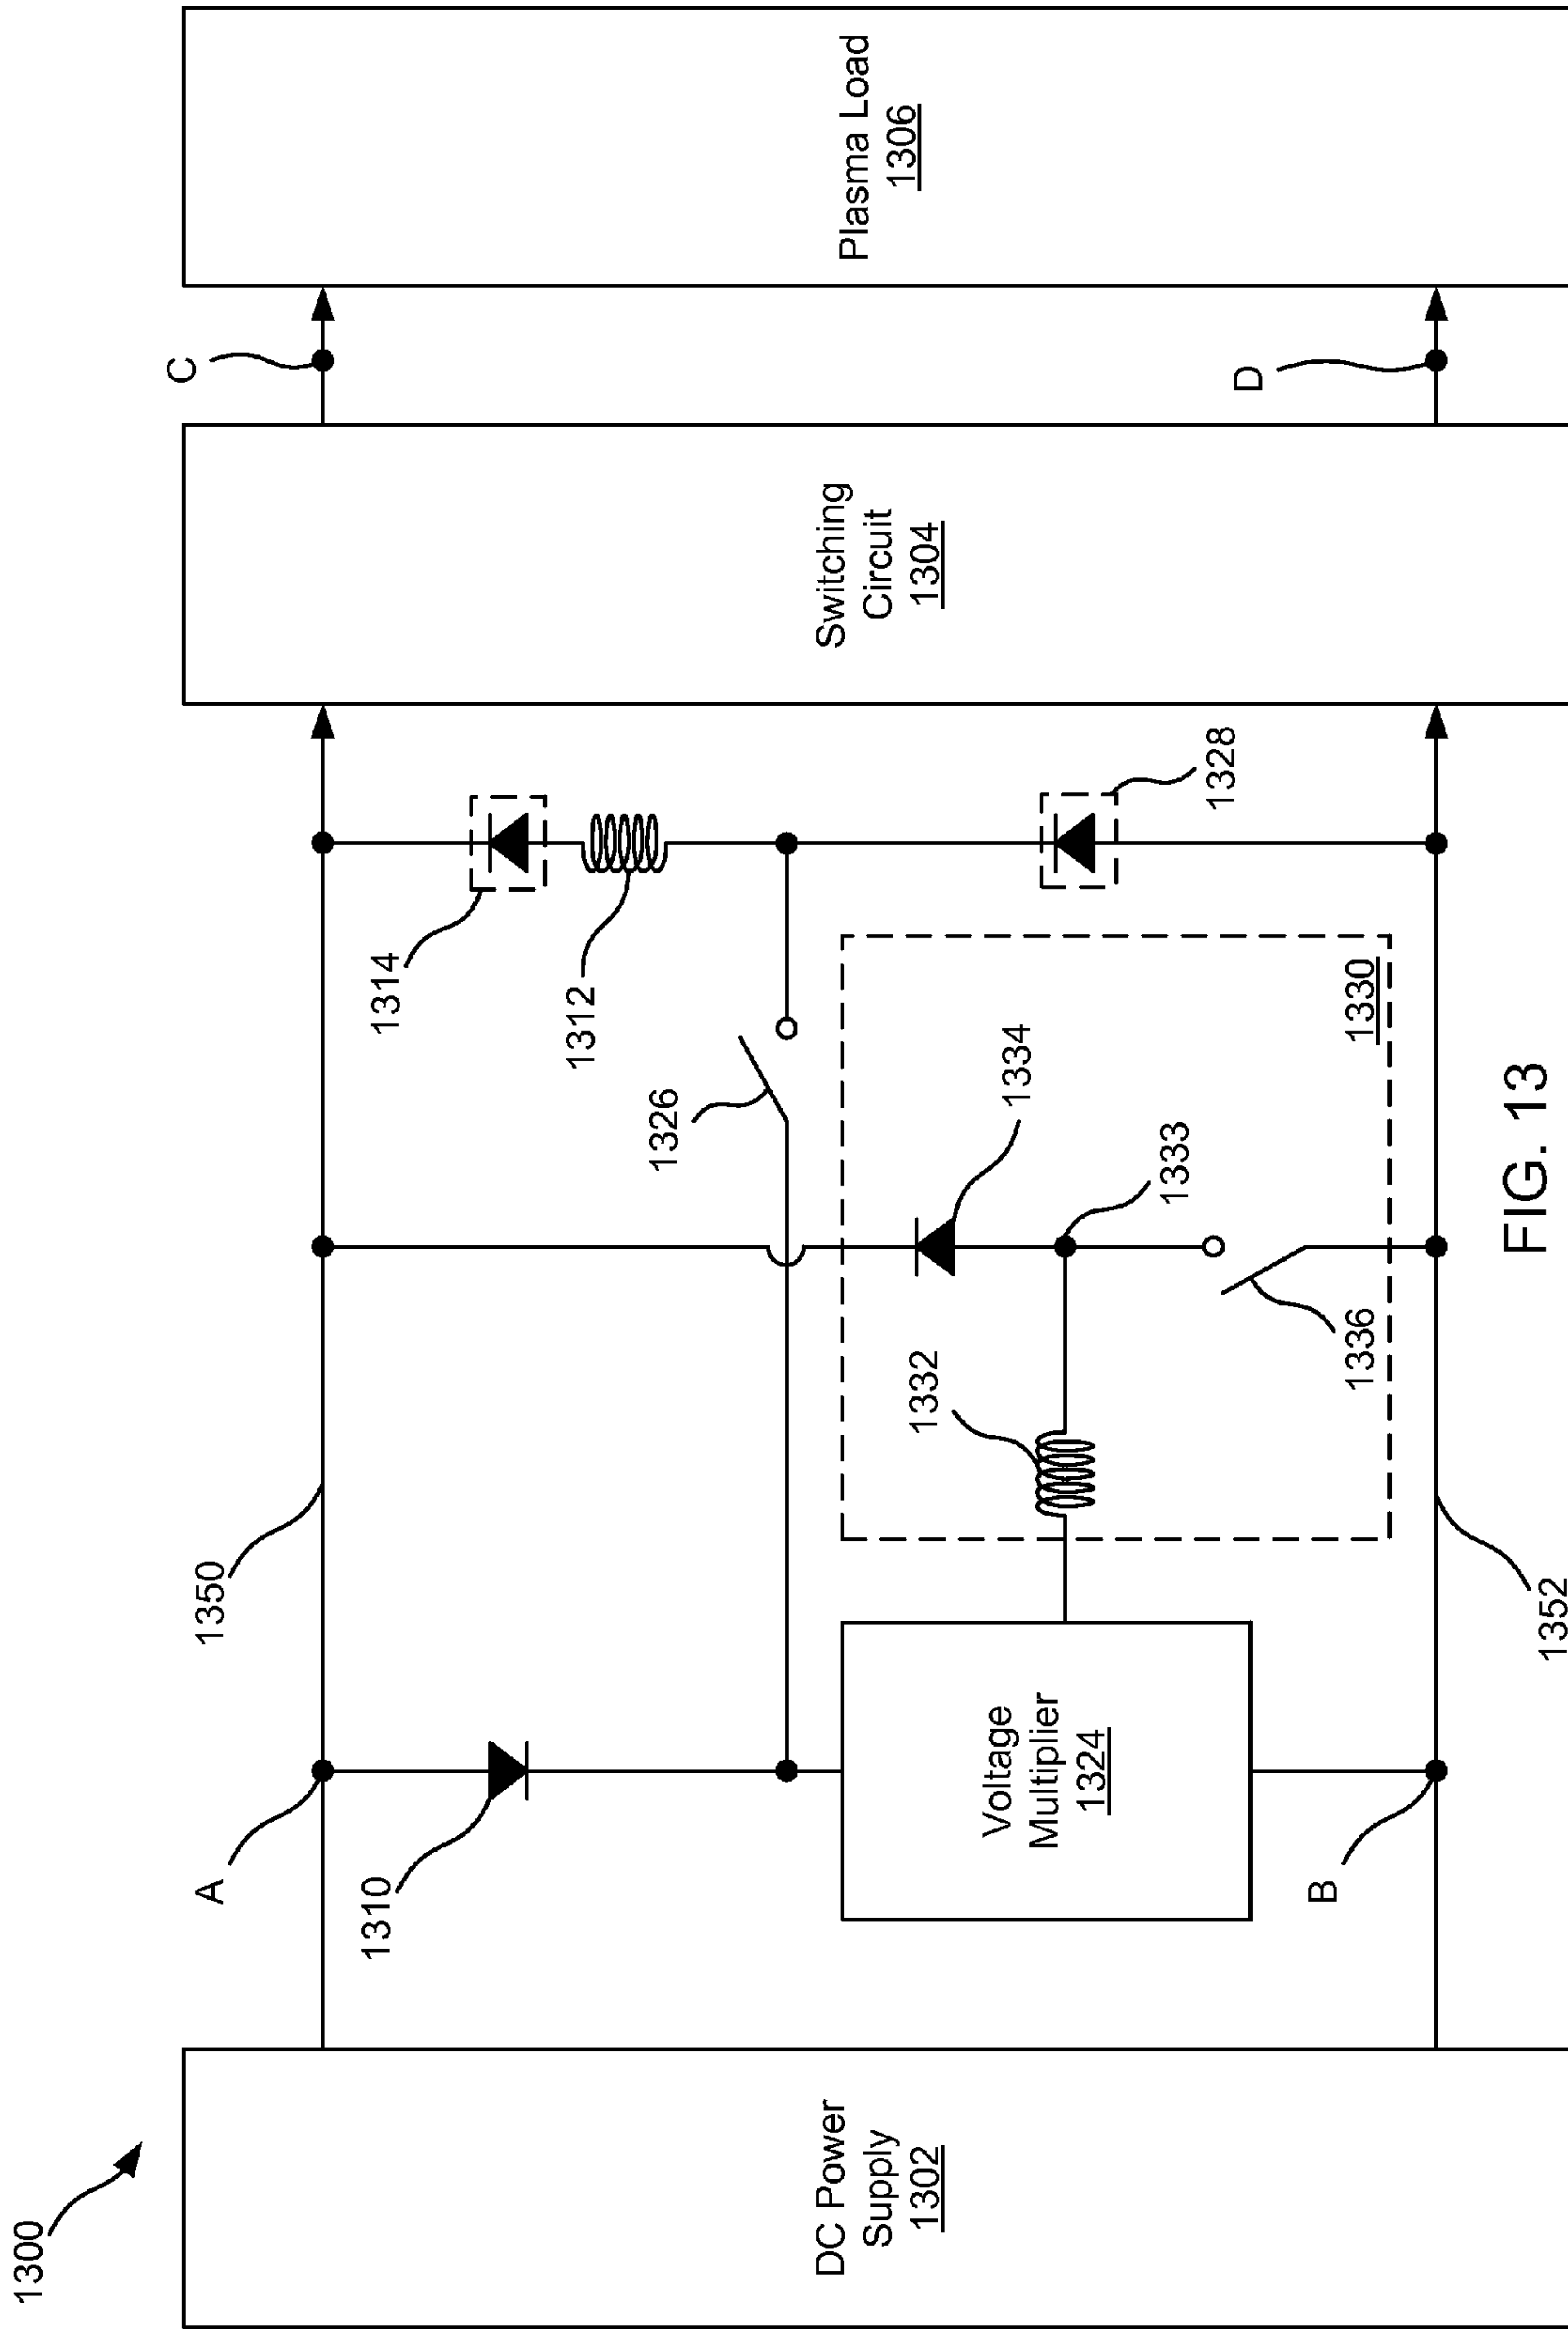 1300
DC Power
Supply
1302
A
1310
Voltage
Multiplier
1324
B
1350
1352
1332
1336
1333
1334
1330
1326
1312
1314
1328
Switching
Circuit
1304
C
D
Plasma Load
1306
FIG. 13